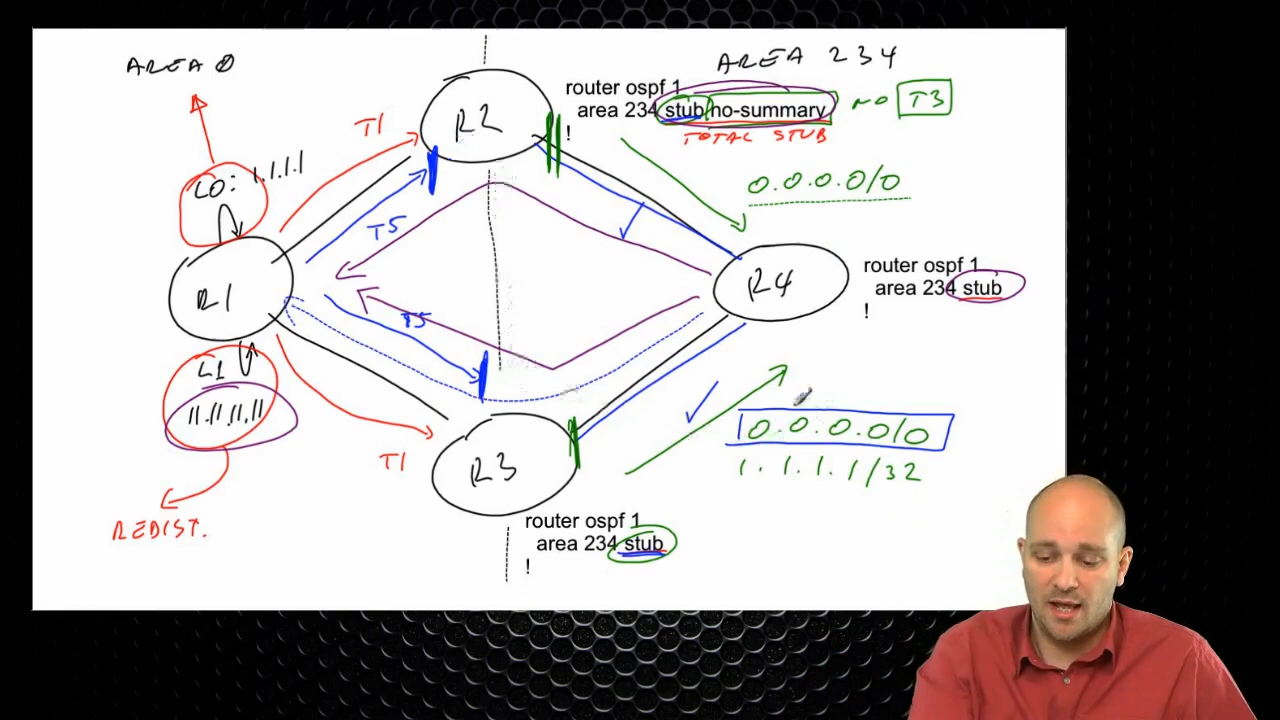 AREA 0
AREA 234
router ospf 1
area 234 stub no-summary
!
NO T3
TOTAL STUB
R2
T1
L0: 1.1.1.1
0.0.0.0/0
T5
R4
router ospf 1
area 234 stub
!
R1
T5
L1
11.11.11.11
0.0.0.0/0
T1
R3
1.1.1.1/32
REDIST.
router ospf 1
area 234 stub
!